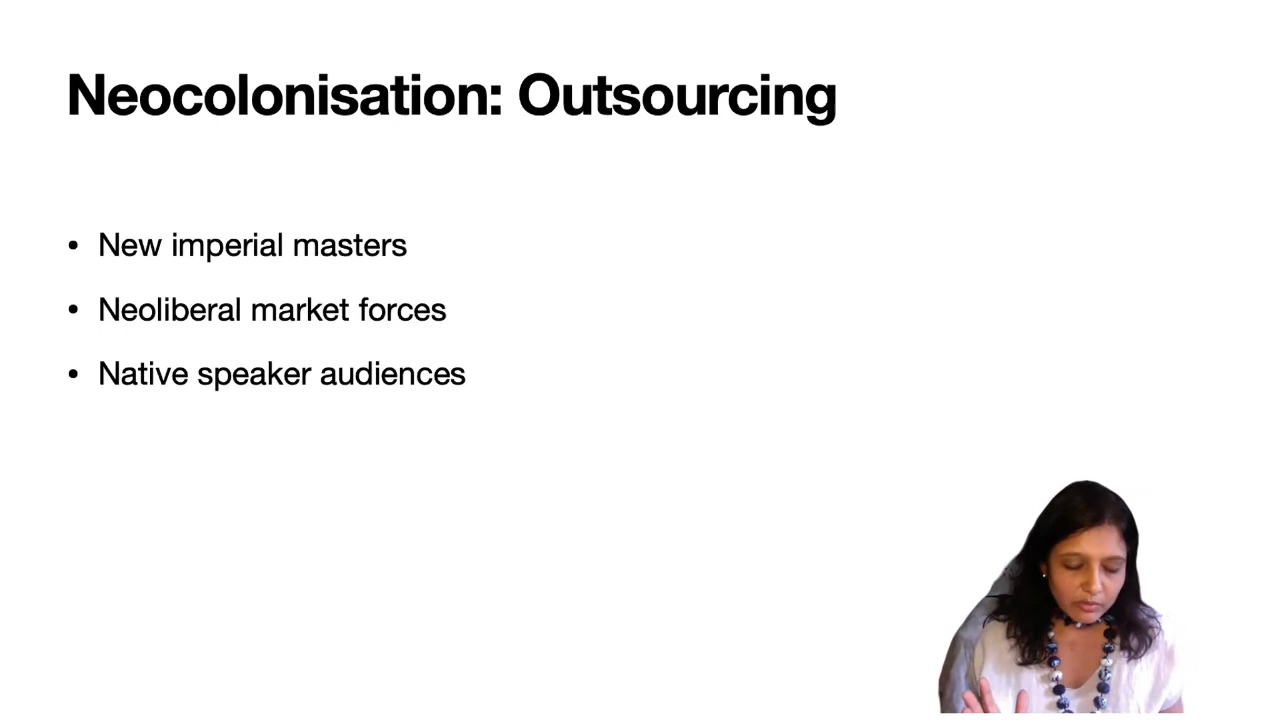 Neocolonisation: Outsourcing
• New imperial masters
• Neoliberal market forces
• Native speaker audiences